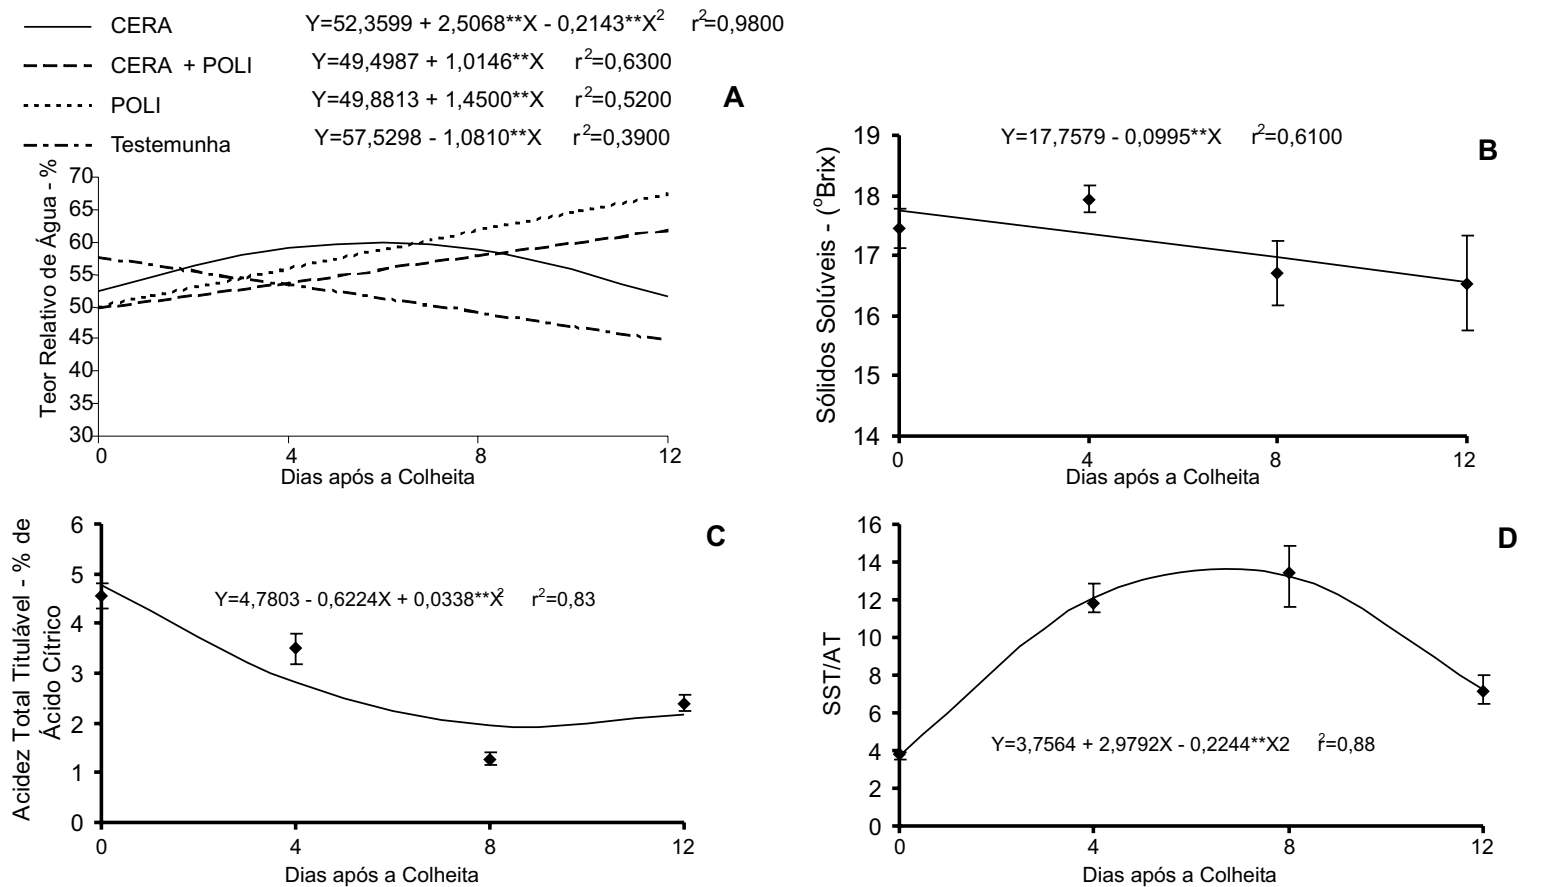 CERA Y=52,3599 + 2,5068**X - 0,2143**X² r²=0,9800
CERA + POLI Y=49,4987 + 1,0146**X r²=0,6300
POLI Y=49,8813 + 1,4500**X r²=0,5200
Testemunha Y=57,5298 - 1,0810**X r²=0,3900
A
Teor Relativo de Água - %
70
65
60
55
50
45
40
35
30
0 4 8 12
Dias após a Colheita
Y=17,7579 - 0,0995**X r²=0,6100
B
Sólidos Solúveis - (°Brix)
19
18
17
16
15
14
0 4 8 12
Dias após a Colheita
C
Y=4,7803 - 0,6224X + 0,0338**X² r²=0,83
Acidez Total Titulável - % de
Ácido Cítrico
6
5
4
3
2
1
0
0 4 8 12
Dias após a Colheita
D
SST/AT
16
14
12
10
8
6
4
2
0
Y=3,7564 + 2,9792X - 0,2244**X2 r²=0,88
0 4 8 12
Dias após a Colheita